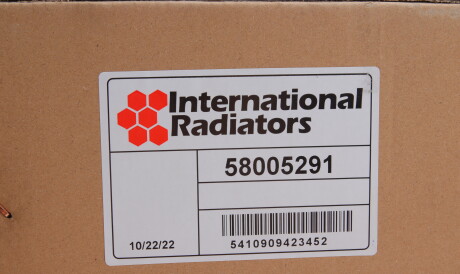 International
Radiators
58005291
10/22/22
5410909423452